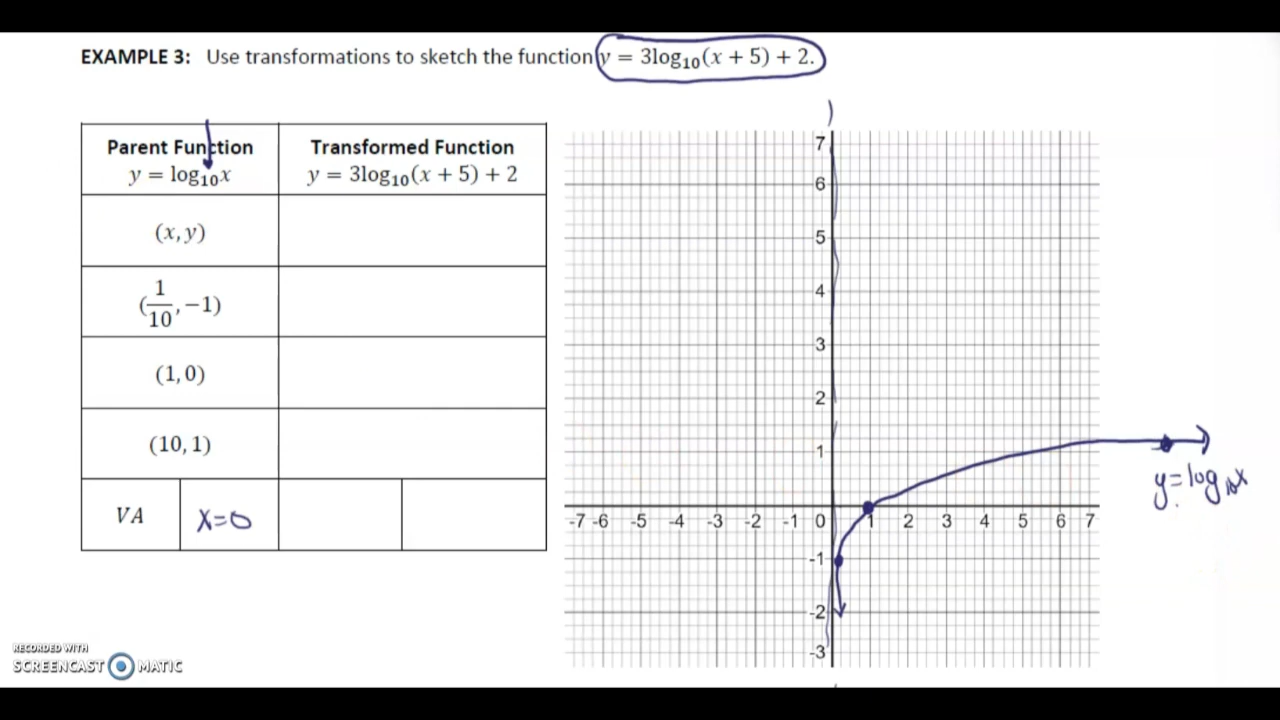 EXAMPLE 3: Use transformations to sketch the function y = 3log₁₀(x + 5) + 2.
Parent Function
y = log₁₀x
Transformed Function
y = 3log₁₀(x + 5) + 2
(x, y)
(1/10, −1)
(1, 0)
(10, 1)
VA
x=0
7
6
5
4
3
2
1
-7 -6 -5 -4 -3 -2 -1 0 1 2 3 4 5 6 7
-1
-2
-3
y=log₁₀x
RECORDED WITH
SCREENCAST MATIC